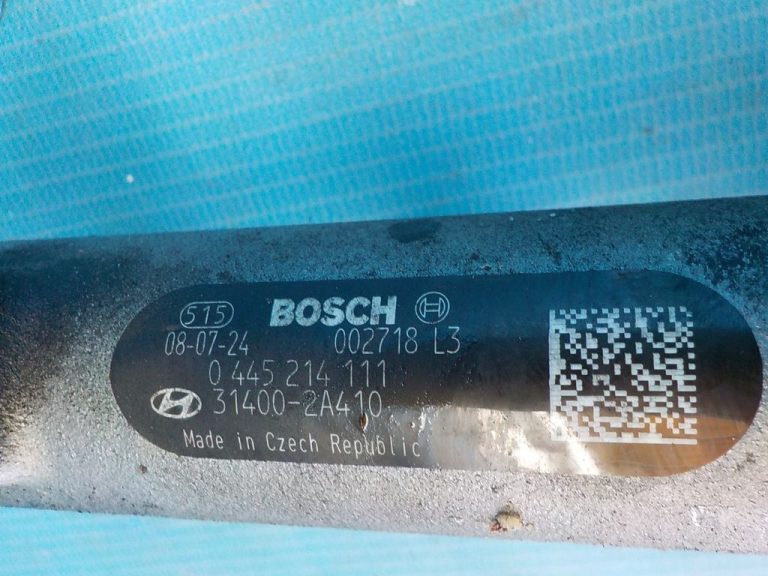 515 BOSCH
08-07-24 002718 L3
0 445 214 111
31400-2A410
Made in Czech Republic